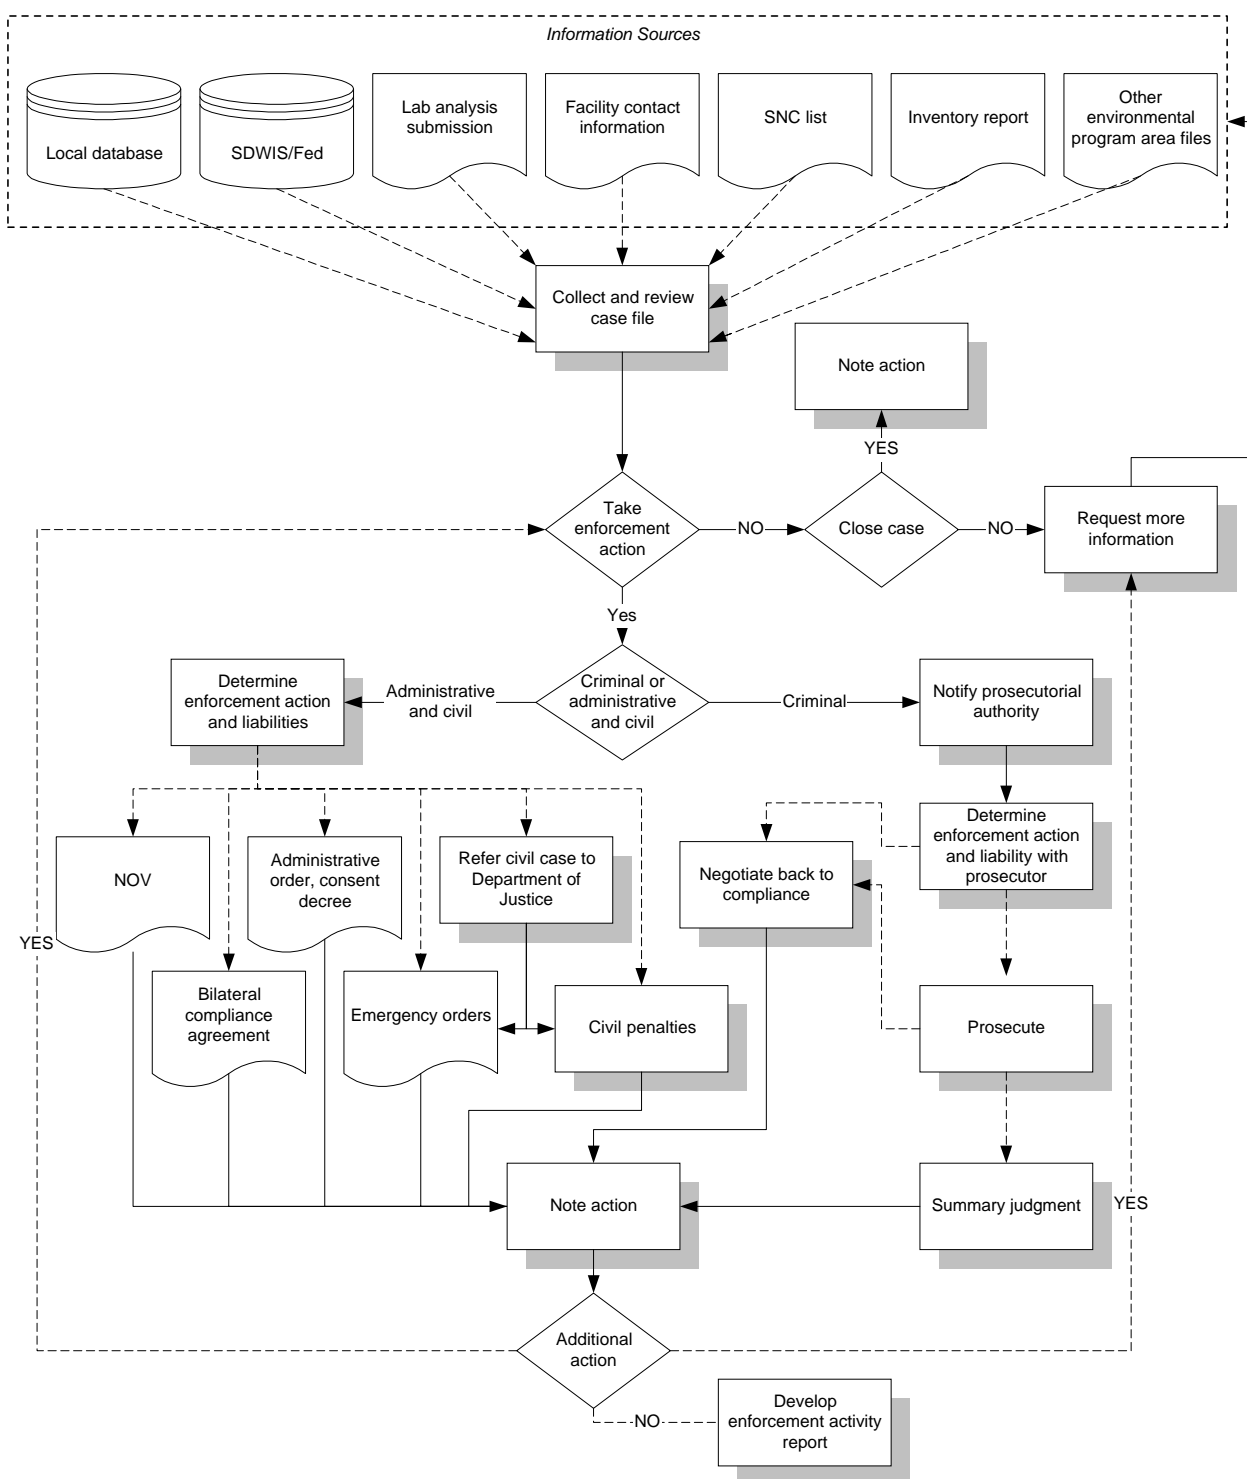 Information Sources
Local database
SDWIS/Fed
Lab analysis
submission
Facility contact
information
SNC list
Inventory report
Other
environmental
program area files
Collect and review
case file
Note action
YES
Take
enforcement
action
NO
Close case
NO
Request more
information
Yes
Determine
enforcement action
and liabilities
Administrative
and civil
Criminal or
administrative
and civil
Criminal
Notify prosecutorial
authority
NOV
Administrative
order, consent
decree
Refer civil case to
Department of
Justice
Negotiate back to
compliance
Determine
enforcement action
and liability with
prosecutor
YES
Bilateral
compliance
agreement
Emergency orders
Civil penalties
Prosecute
Note action
Summary judgment
YES
Additional
action
NO
Develop
enforcement activity
report